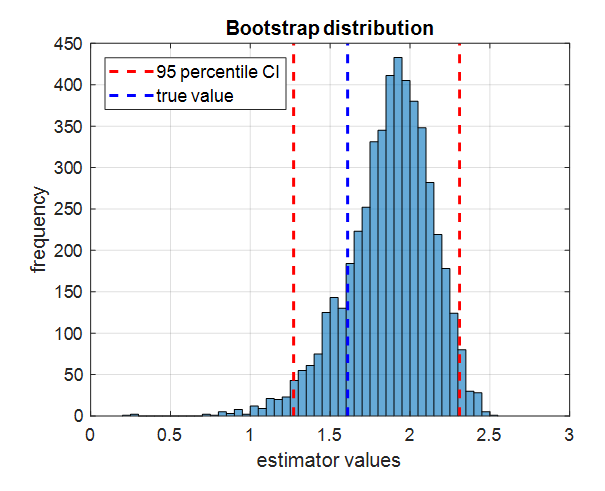 Bootstrap distribution
95 percentile CI
true value
450
400
350
300
250
200
150
100
50
0
frequency
0 0.5 1 1.5 2 2.5 3
estimator values